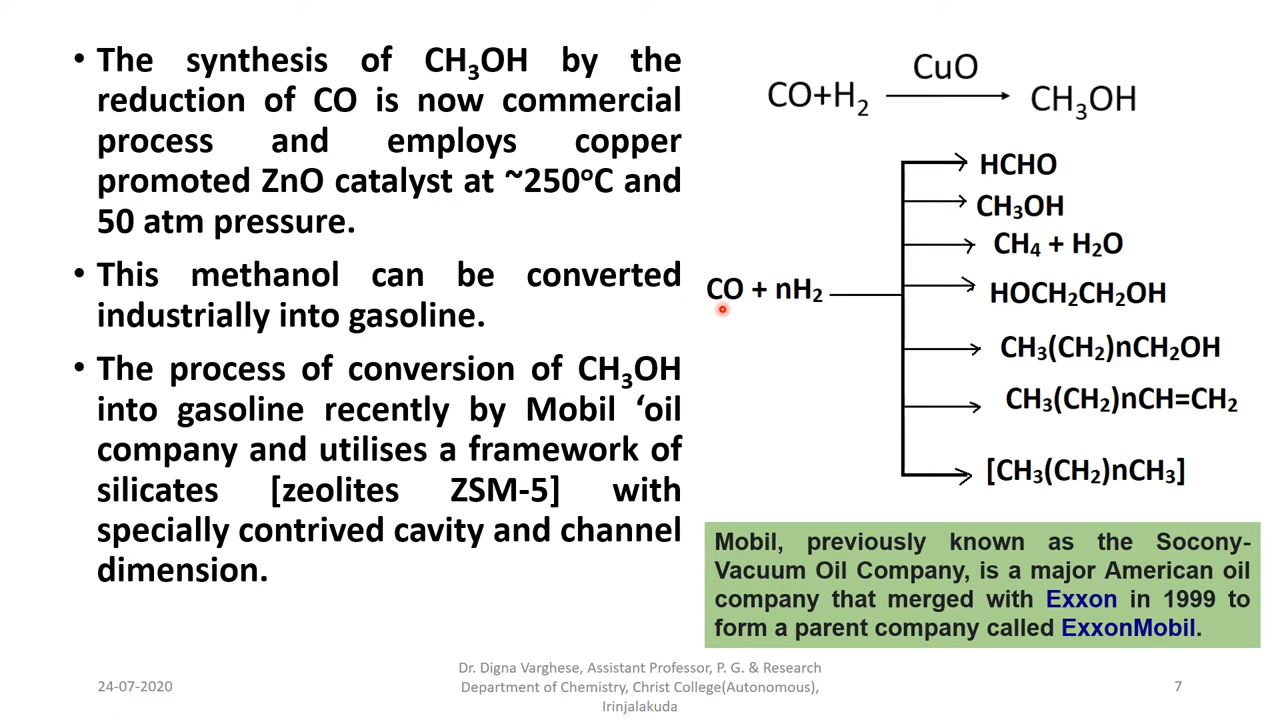 • The synthesis of CH₃OH by the
reduction of CO is now commercial
process and employs copper
promoted ZnO catalyst at ~250ᵒC and
50 atm pressure.
• This methanol can be converted
industrially into gasoline.
• The process of conversion of CH₃OH
into gasoline recently by Mobil ‘oil
company and utilises a framework of
silicates [zeolites ZSM-5] with
specially contrived cavity and channel
dimension.
CuO
CO+H₂ CH₃OH
CO + nH₂
HCHO
CH₃OH
CH₄ + H₂O
HOCH₂CH₂OH
CH₃(CH₂)nCH₂OH
CH₃(CH₂)nCH=CH₂
[CH₃(CH₂)nCH₃]
Mobil, previously known as the Socony-
Vacuum Oil Company, is a major American oil
company that merged with Exxon in 1999 to
form a parent company called ExxonMobil.
24-07-2020
Dr. Digna Varghese, Assistant Professor, P. G. & Research
Department of Chemistry, Christ College(Autonomous),
Irinjalakuda
7